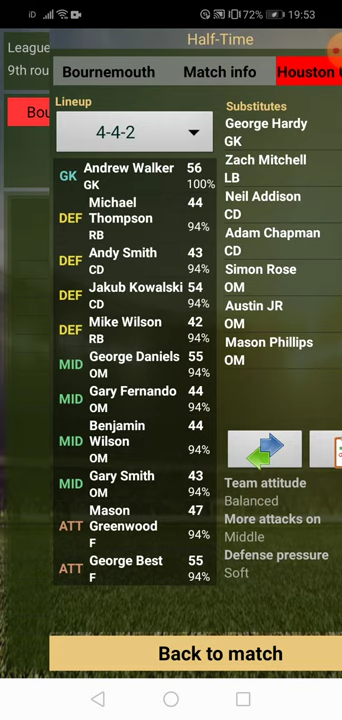 iD 72% 19:53
Half-Time
League
9th rou
Bou
Bournemouth Match info Houston
Lineup
4-4-2
GK Andrew Walker 56
GK 100%
DEF Michael Thompson 44
RB 94%
DEF Andy Smith 43
CD 94%
DEF Jakub Kowalski 54
CD 94%
DEF Mike Wilson 42
RB 94%
MID George Daniels 55
OM 94%
MID Gary Fernando 44
OM 94%
MID Benjamin Wilson 44
OM 94%
MID Gary Smith 43
OM 94%
ATT Mason Greenwood 47
F 94%
ATT George Best 55
F 94%
Substitutes
George Hardy
GK
Zach Mitchell
LB
Neil Addison
CD
Adam Chapman
CD
Simon Rose
OM
Austin JR
OM
Mason Phillips
OM
Team attitude
Balanced
More attacks on
Middle
Defense pressure
Soft
Back to match